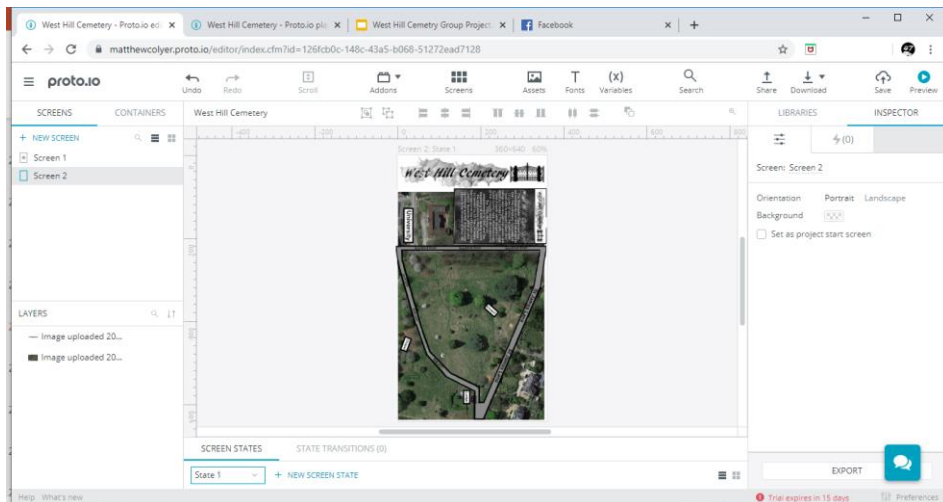 West Hill Cemetery - Proto.io edi
West Hill Cemetery - Proto.io pla
West Hill Cemetry Group Project
Facebook
matthewcolyer.proto.io/editor/index.cfm?id=126fcb0c-148c-43a5-b068-51272ead7128
proto.io
Undo
Redo
Scroll
Addons
Screens
Assets
T
Fonts
(x)
Variables
Search
Share
Download
Save
Preview
SCREENS
CONTAINERS
West Hill Cemetery
LIBRARIES
INSPECTOR
+ NEW SCREEN
Screen 1
Screen 2
Screen 2: State 1
360×640 60%
West Hill Cemetery
University
(0)
Screen: Screen 2
Orientation Portrait Landscape
Background
Set as project start screen
LAYERS
Image uploaded 20...
Image uploaded 20...
SCREEN STATES
STATE TRANSITIONS (0)
State 1
+ NEW SCREEN STATE
EXPORT
Help What's new
Trial expires in 15 days
Preferences